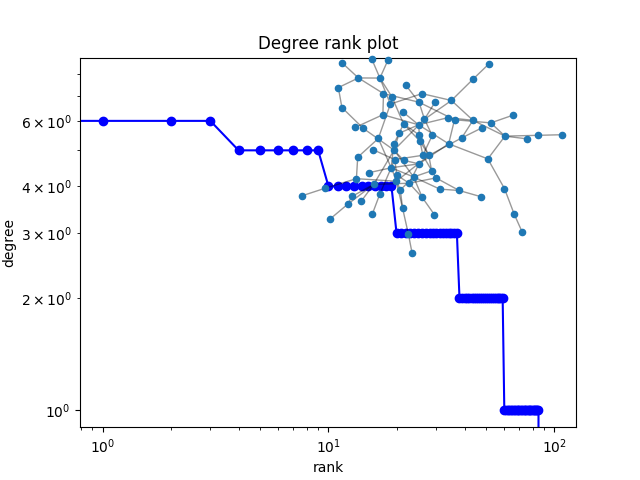 Degree rank plot
degree
6 × 10⁰
4 × 10⁰
3 × 10⁰
2 × 10⁰
10⁰
10⁰ 10¹ 10²
rank